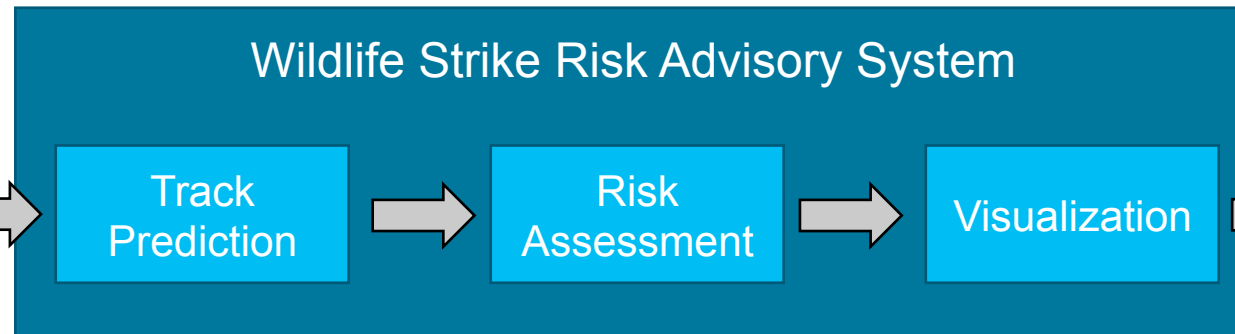 Wildlife Strike Risk Advisory System
Track
Prediction
Risk
Assessment
Visualization